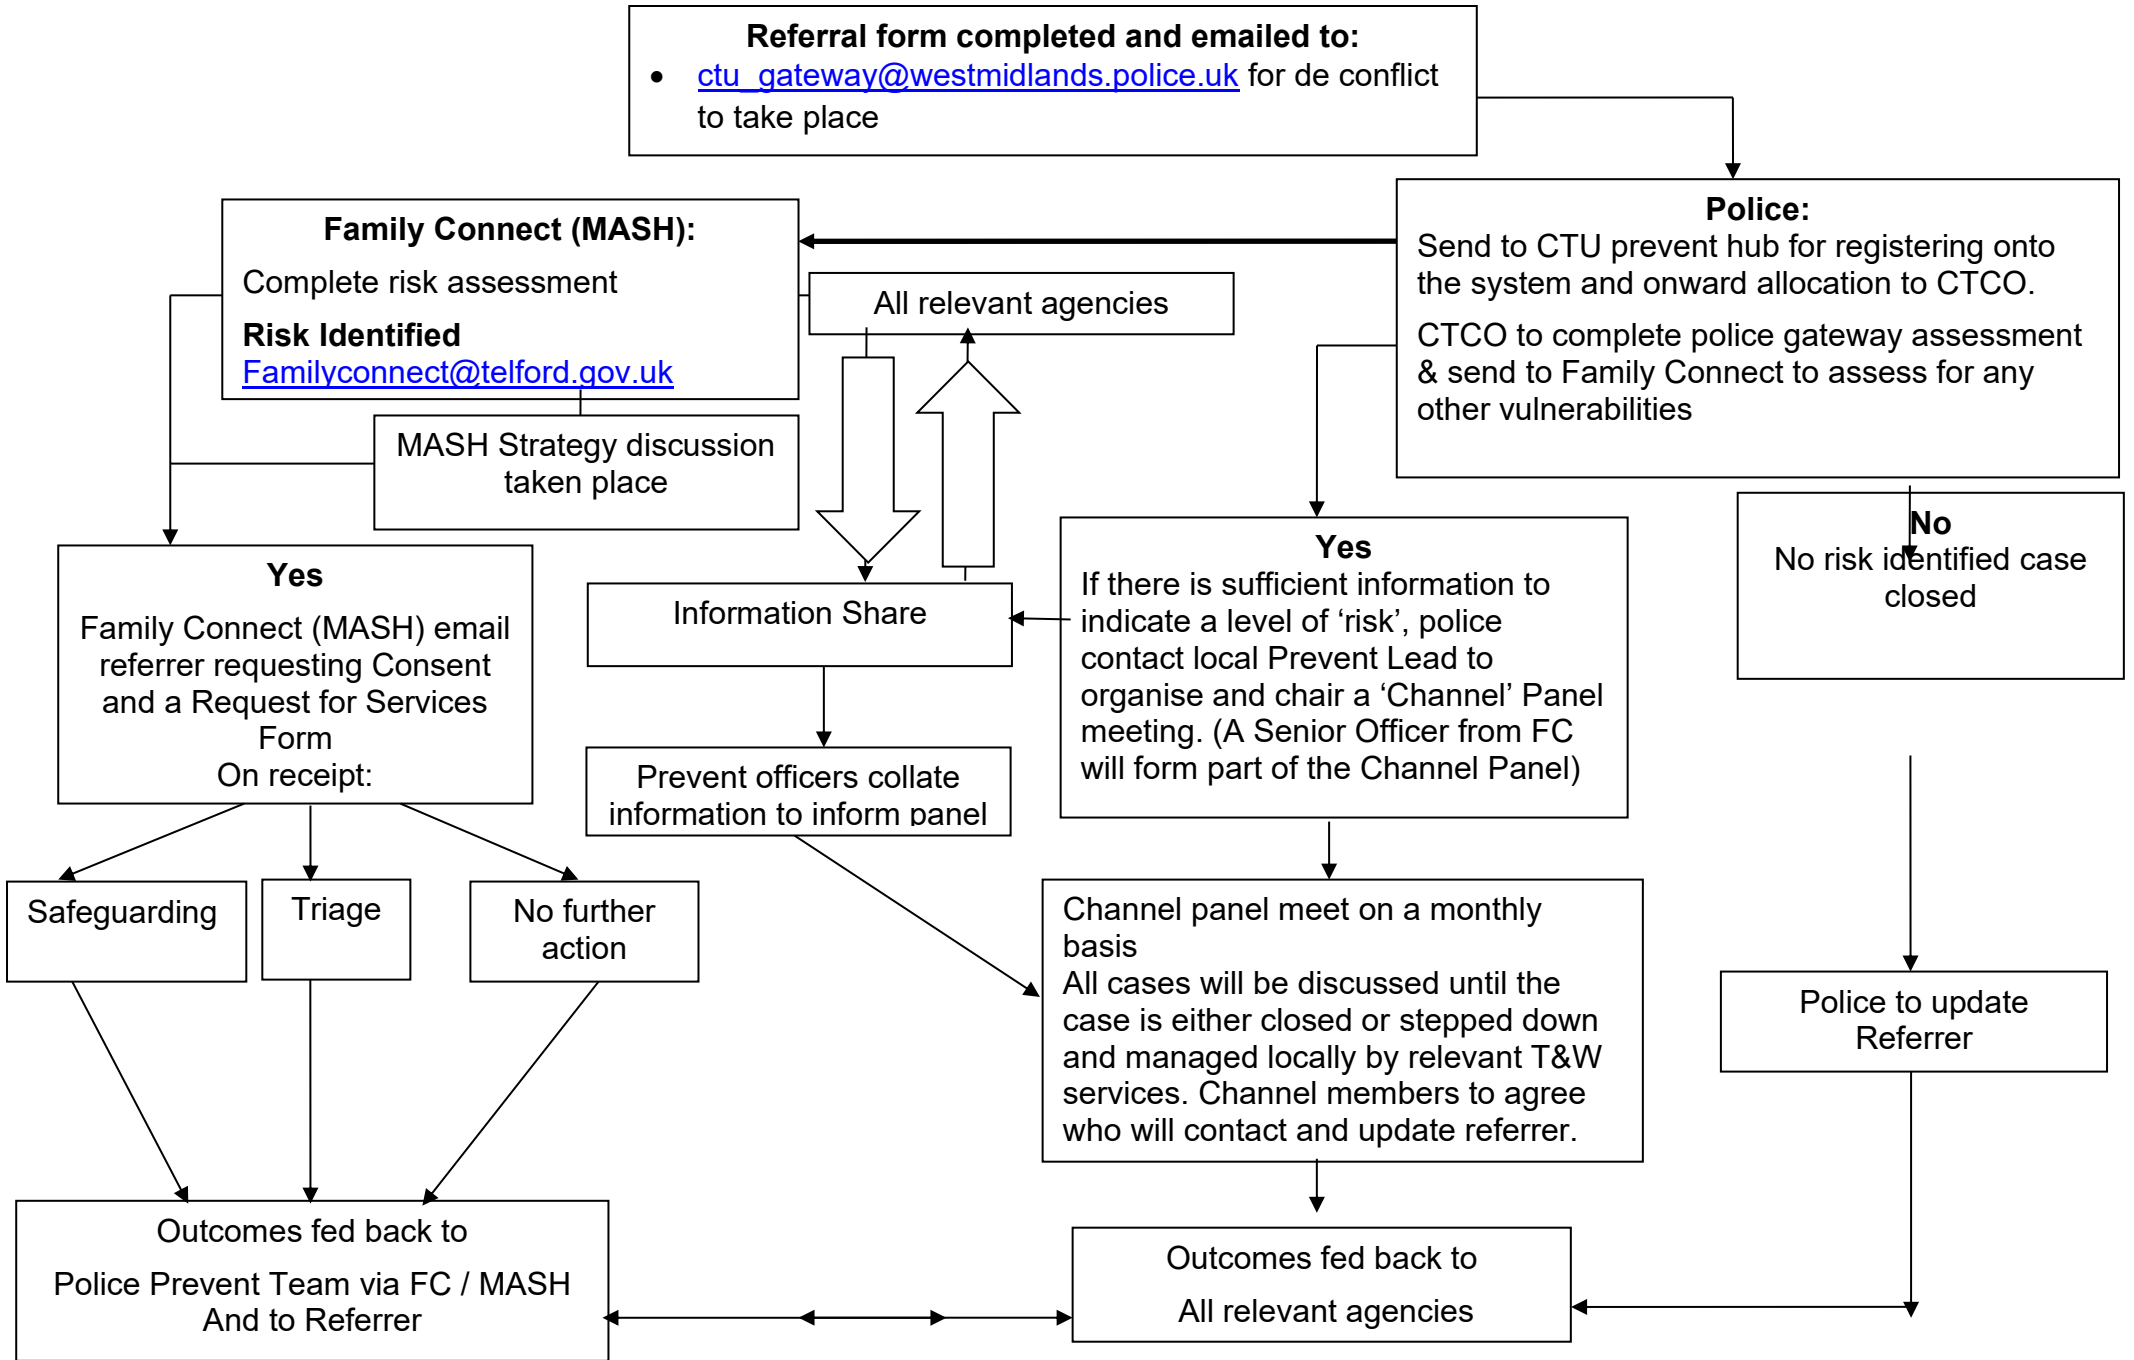 Referral form completed and emailed to:
• ctu_gateway@westmidlands.police.uk for de conflict
to take place
Police:
Send to CTU prevent hub for registering onto
the system and onward allocation to CTCO.
CTCO to complete police gateway assessment
& send to Family Connect to assess for any
other vulnerabilities
Family Connect (MASH):
Complete risk assessment
Risk Identified
Familyconnect@telford.gov.uk
All relevant agencies
MASH Strategy discussion
taken place
No
No risk identified case
closed
Yes
If there is sufficient information to
indicate a level of ‘risk’, police
contact local Prevent Lead to
organise and chair a ‘Channel’ Panel
meeting. (A Senior Officer from FC
will form part of the Channel Panel)
Yes
Family Connect (MASH) email
referrer requesting Consent
and a Request for Services
Form
On receipt:
Information Share
Prevent officers collate
information to inform panel
Safeguarding
Triage
No further
action
Channel panel meet on a monthly
basis
All cases will be discussed until the
case is either closed or stepped down
and managed locally by relevant T&W
services. Channel members to agree
who will contact and update referrer.
Police to update
Referrer
Outcomes fed back to
Police Prevent Team via FC / MASH
And to Referrer
Outcomes fed back to
All relevant agencies